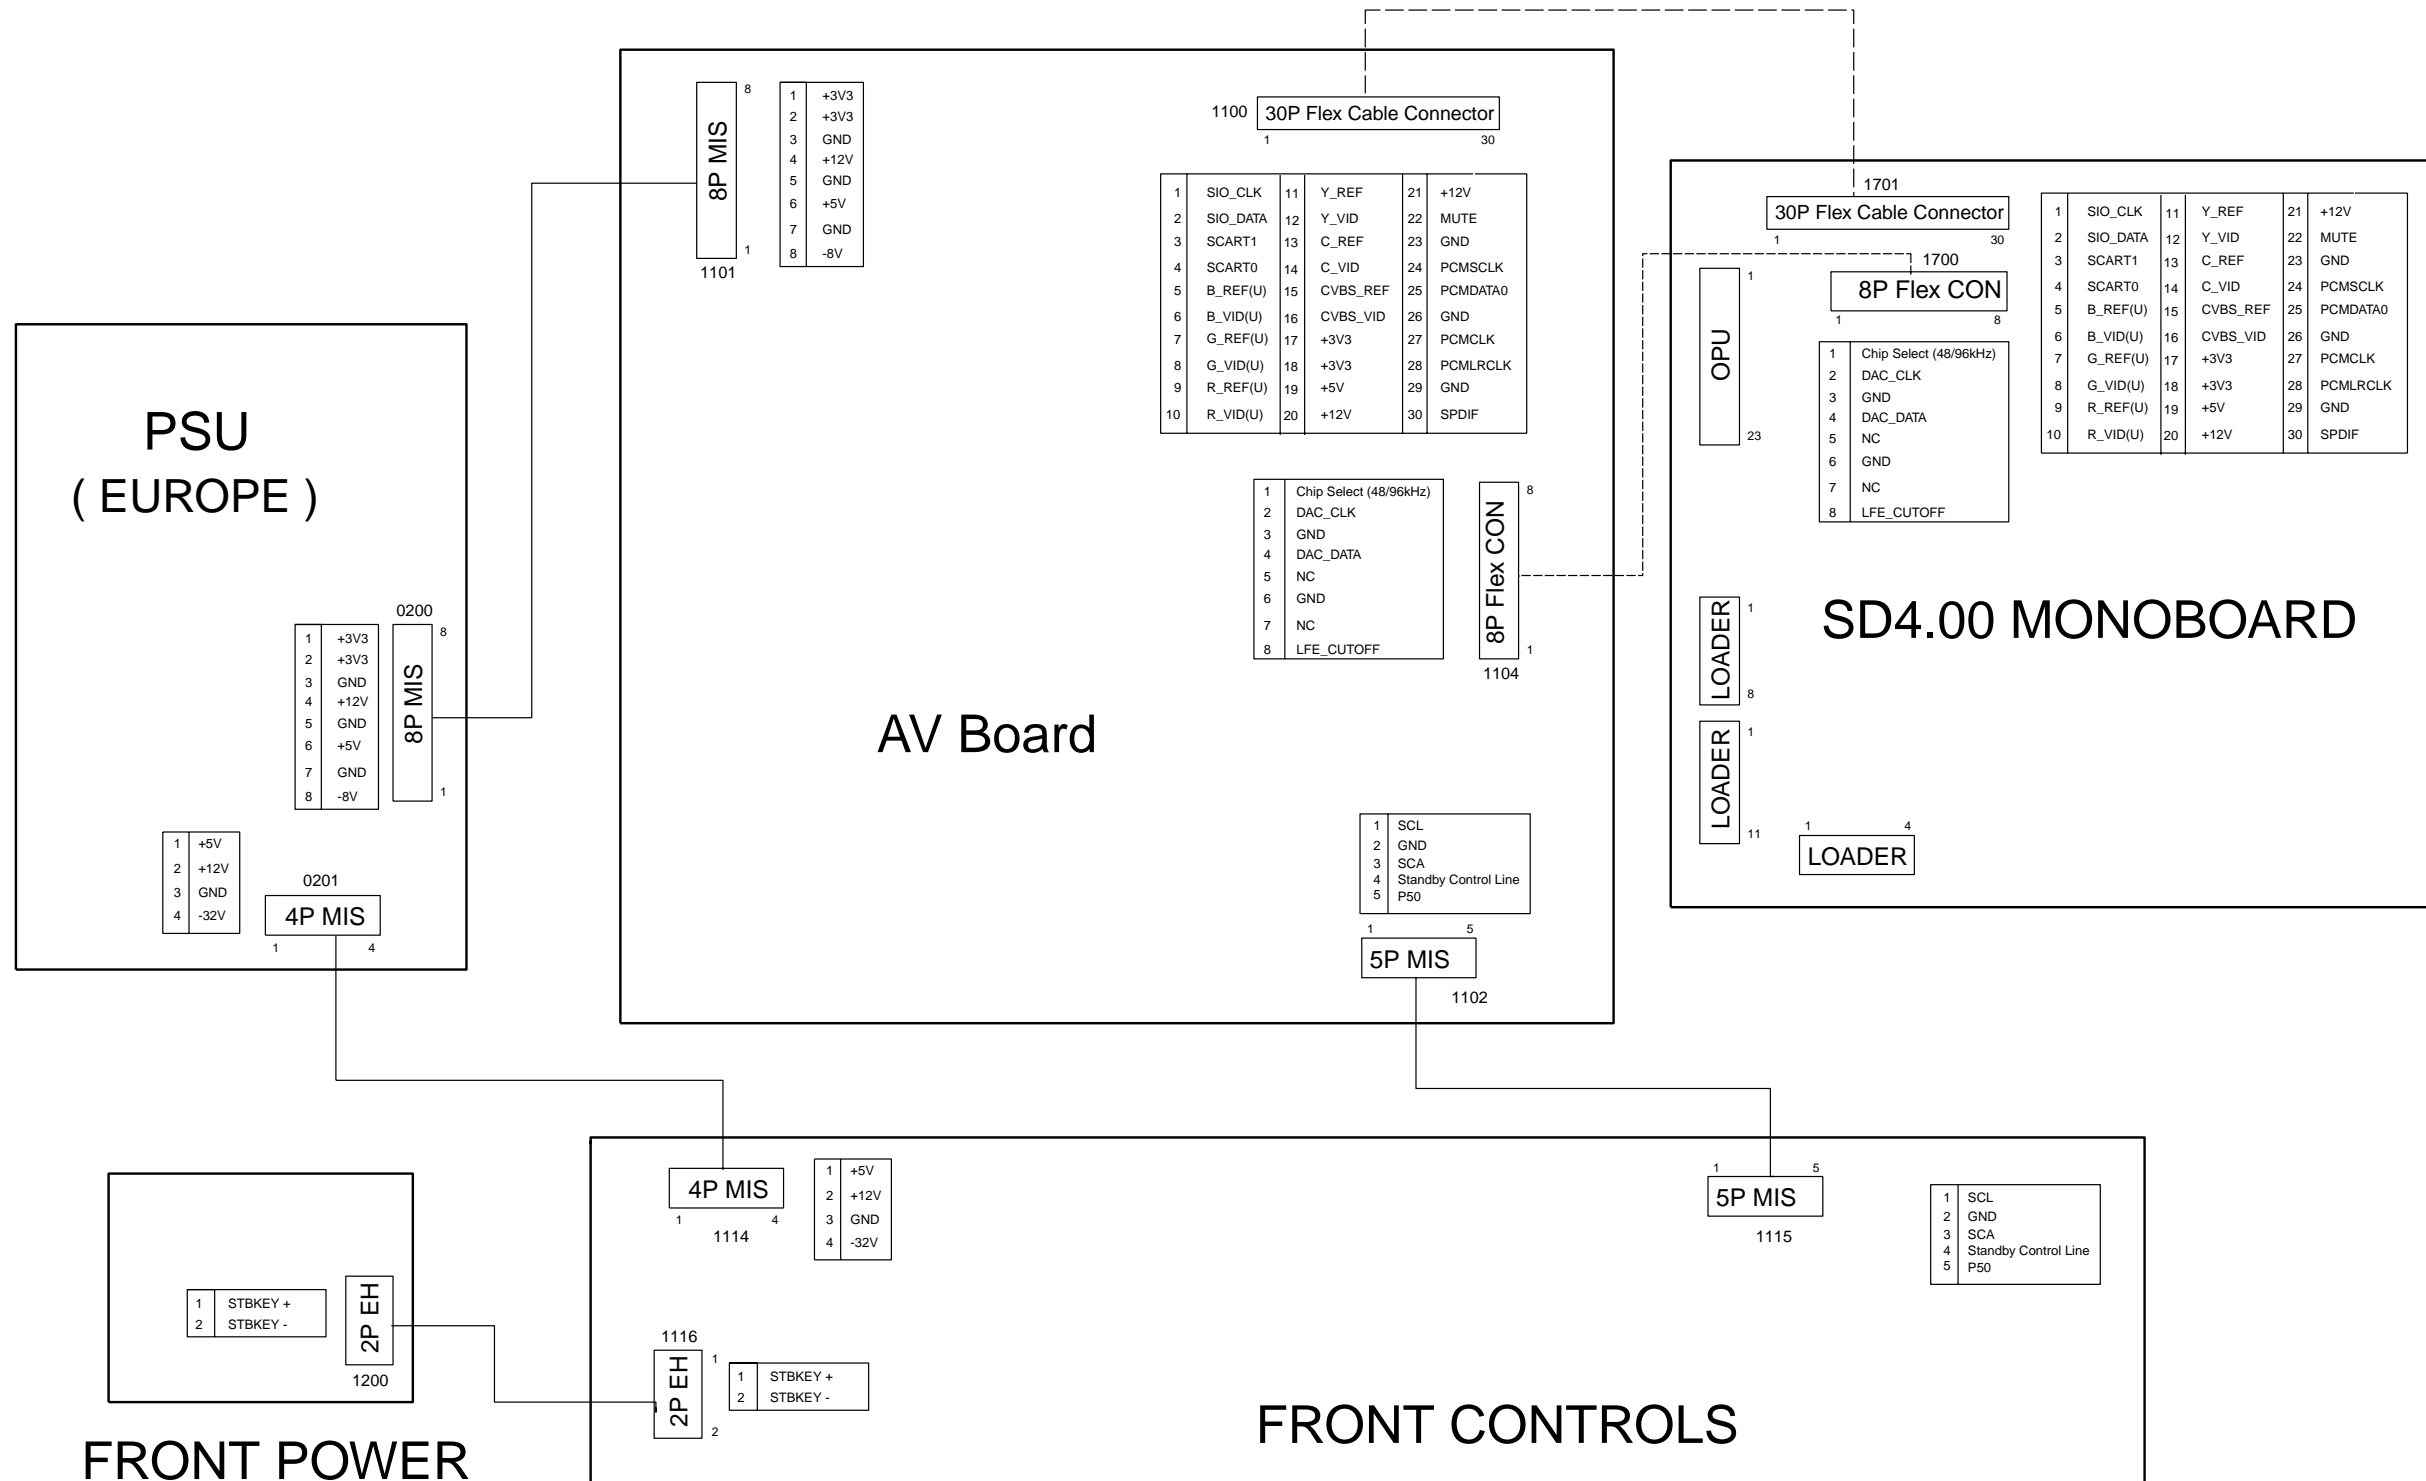 PSU
( EUROPE )
0200
8P MIS
8
1
1 +3V3
2 +3V3
3 GND
4 +12V
5 GND
6 +5V
7 GND
8 -8V
1 +5V
2 +12V
3 GND
4 -32V
0201
4P MIS
1 4
8P MIS
8
1
1101
1 +3V3
2 +3V3
3 GND
4 +12V
5 GND
6 +5V
7 GND
8 -8V
1100 30P Flex Cable Connector
1 30
1 SIO_CLK 11 Y_REF 21 +12V
2 SIO_DATA 12 Y_VID 22 MUTE
3 SCART1 13 C_REF 23 GND
4 SCART0 14 C_VID 24 PCMSCLK
5 B_REF(U) 15 CVBS_REF 25 PCMDATA0
6 B_VID(U) 16 CVBS_VID 26 GND
7 G_REF(U) 17 +3V3 27 PCMCLK
8 G_VID(U) 18 +3V3 28 PCMLRCLK
9 R_REF(U) 19 +5V 29 GND
10 R_VID(U) 20 +12V 30 SPDIF
1 Chip Select (48/96kHz)
2 DAC_CLK
3 GND
4 DAC_DATA
5 NC
6 GND
7 NC
8 LFE_CUTOFF
8P Flex CON
8
1
1104
AV Board
1 SCL
2 GND
3 SCA
4 Standby Control Line
5 P50
1 5
5P MIS
1102
1701
30P Flex Cable Connector
1 30
1700
8P Flex CON
1 8
1 SIO_CLK 11 Y_REF 21 +12V
2 SIO_DATA 12 Y_VID 22 MUTE
3 SCART1 13 C_REF 23 GND
4 SCART0 14 C_VID 24 PCMSCLK
5 B_REF(U) 15 CVBS_REF 25 PCMDATA0
6 B_VID(U) 16 CVBS_VID 26 GND
7 G_REF(U) 17 +3V3 27 PCMCLK
8 G_VID(U) 18 +3V3 28 PCMLRCLK
9 R_REF(U) 19 +5V 29 GND
10 R_VID(U) 20 +12V 30 SPDIF
OPU
1
23
1 Chip Select (48/96kHz)
2 DAC_CLK
3 GND
4 DAC_DATA
5 NC
6 GND
7 NC
8 LFE_CUTOFF
SD4.00 MONOBOARD
LOADER
1
8
LOADER
1
11
1 4
LOADER
4P MIS
1 4
1114
1 +5V
2 +12V
3 GND
4 -32V
1 5
5P MIS
1115
1 SCL
2 GND
3 SCA
4 Standby Control Line
5 P50
1 STBKEY +
2 STBKEY -
2P EH
1200
FRONT POWER
1116
2P EH
1
2
1 STBKEY +
2 STBKEY -
FRONT CONTROLS